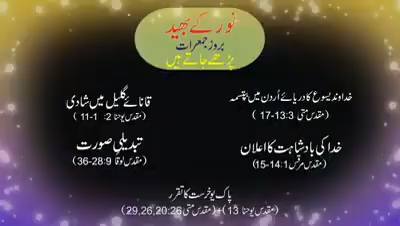 نور کے بھید
بروز جمعرات
پڑھے جاتے ہیں
خداوند یسوع کا دریائے اُردن میں بپتسمہ
(مقدس متی 3:13-17)
قانائے گلیل میں شادی
(مقدس یوحنا 2: 1-11)
خدا کی بادشاہت کا اعلان
(مقدس مرقس 1:14-15)
تبدیلیِ صورت
(مقدس لوقا 9:28-36)
پاک یوخرست کا تقرر
(مقدس یوحنا 13)+(مقدس متی 26:20،26،29)